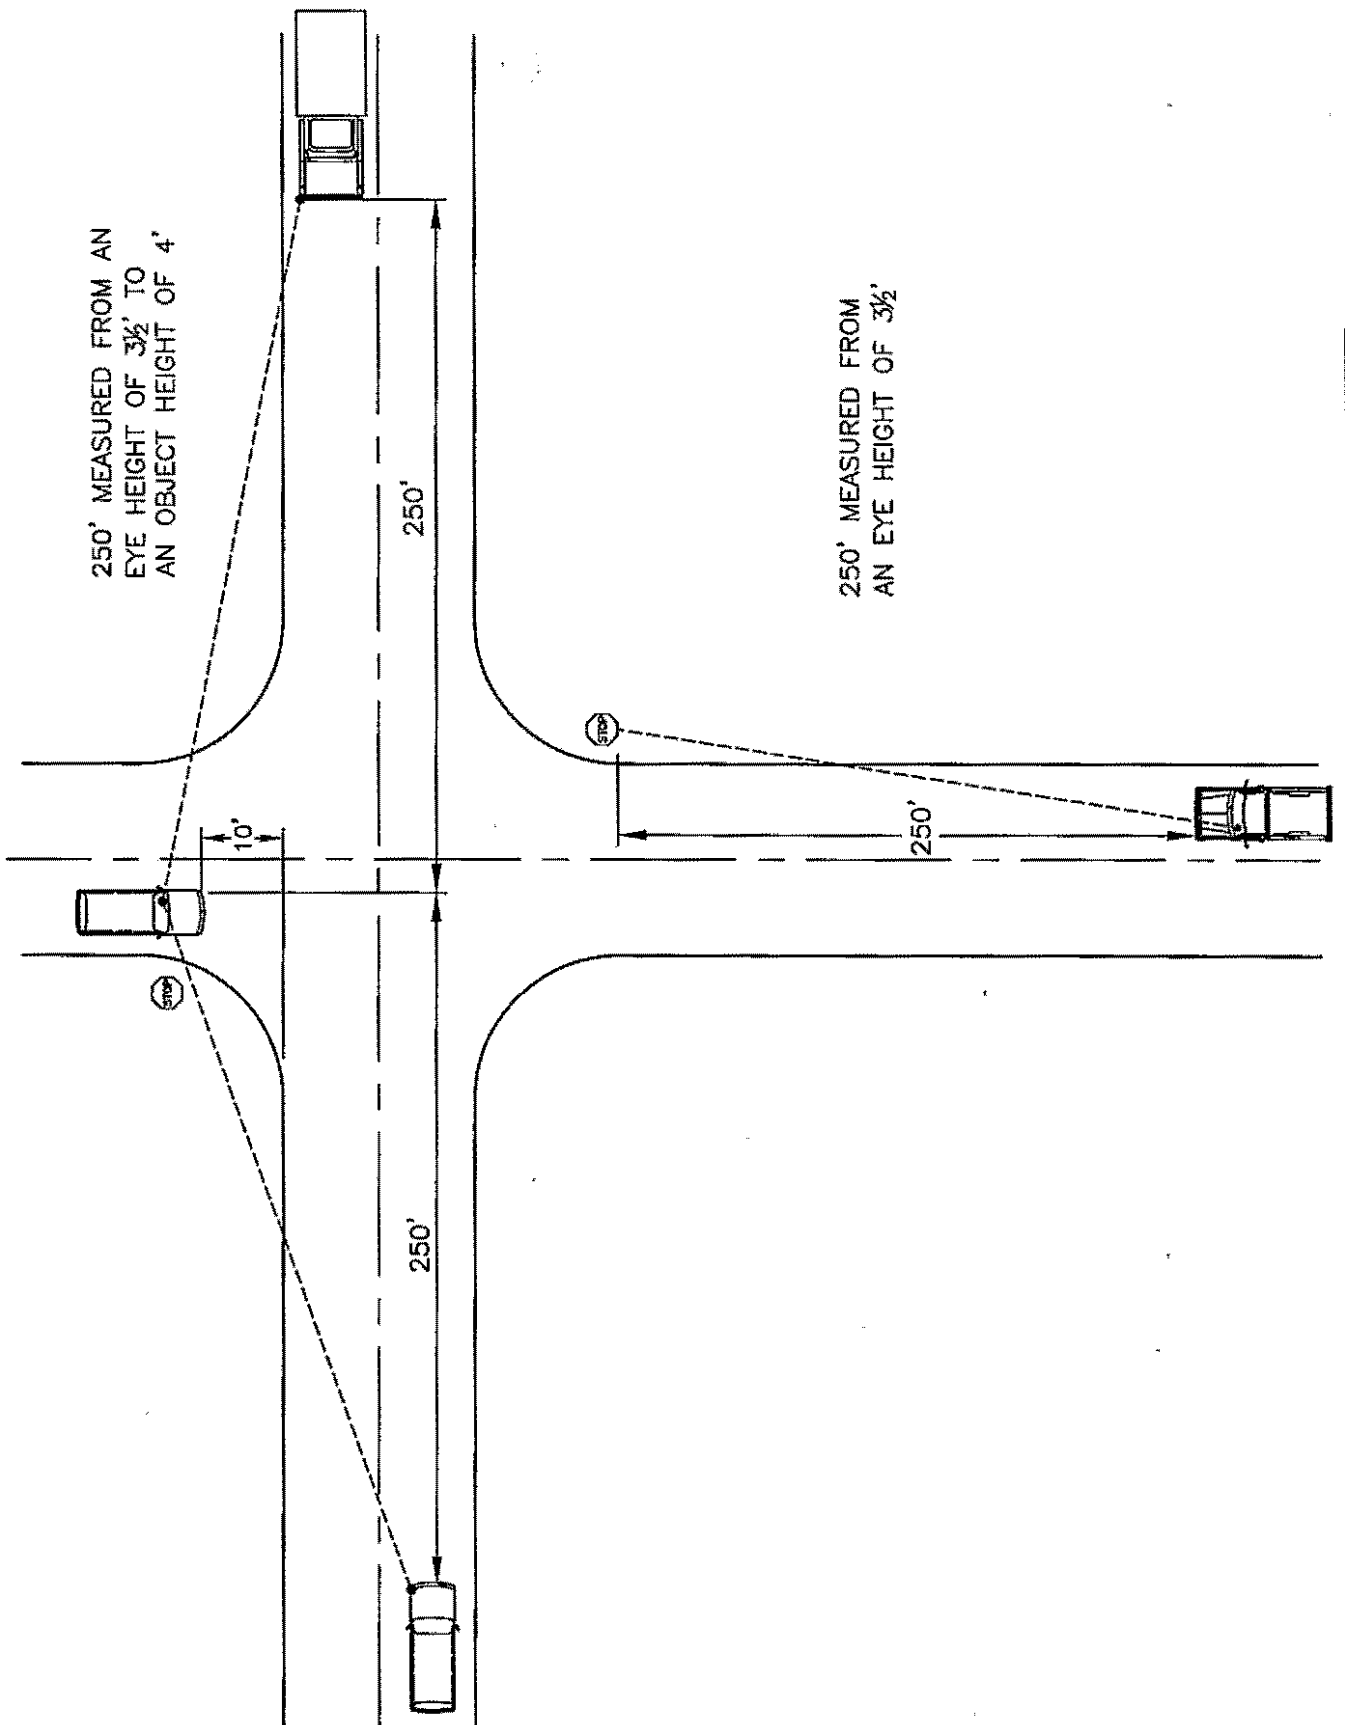 250' MEASURED FROM AN
EYE HEIGHT OF 3½' TO
AN OBJECT HEIGHT OF 4'
STOP
10'
250'
250'
STOP
250'
250' MEASURED FROM
AN EYE HEIGHT OF 3½'